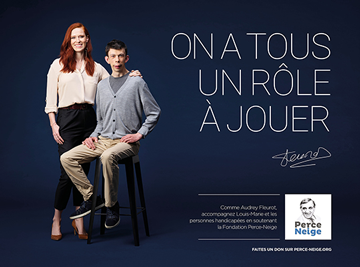 ON A TOUS
UN RÔLE
À JOUER
Fleurot
Comme Audrey Fleurot,
accompagnez Louis-Marie et les
personnes handicapées en soutenant
la Fondation Perce-Neige
Perce
Neige
FAITES UN DON SUR PERCE-NEIGE.ORG